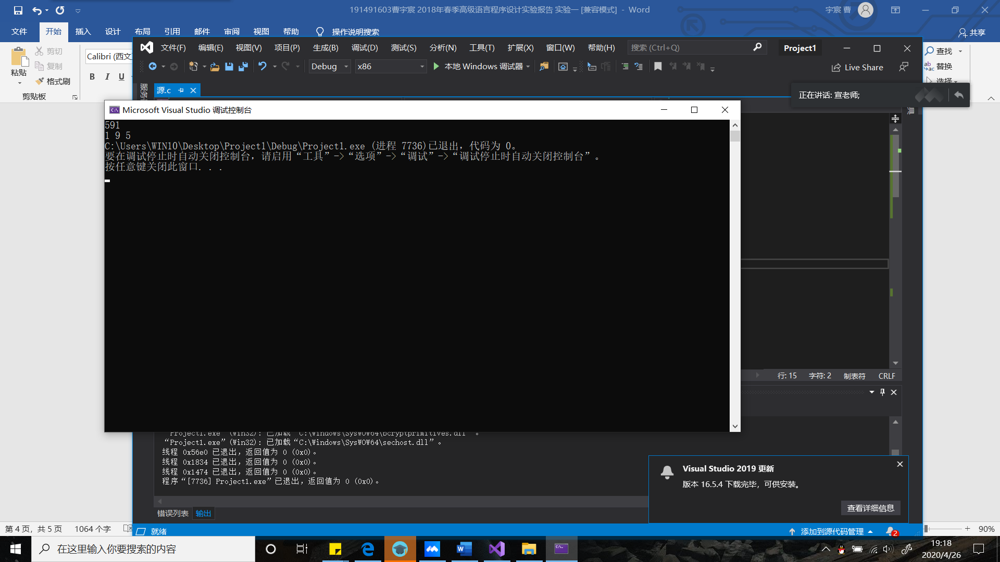 191491603曹宇宸 2018年春季高级语言程序设计实验报告 实验一 [兼容模式] - Word
宇宸 曹
文件 开始 插入 设计 布局 引用 邮件 审阅 视图 帮助 操作说明搜索
共享
粘贴
剪切
复制
格式刷
剪贴板
Calibri (西文
B I U
查找
替换
选择
文件(F) 编辑(E) 视图(V) 项目(P) 生成(B) 调试(D) 测试(S) 分析(N) 工具(T) 扩展(X) 窗口(W) 帮助(H) 搜索 (Ctrl+Q) Project1
Debug x86 本地 Windows 调试器 Live Share
源.c
正在讲话: 宣老师;
Microsoft Visual Studio 调试控制台
591
1 9 5
C:\Users\WIN10\Desktop\Project1\Debug\Project1.exe (进程 7736)已退出，代码为 0。
要在调试停止时自动关闭控制台，请启用“工具”->“选项”->“调试”->“调试停止时自动关闭控制台”。
按任意键关闭此窗口. . .
行: 15 字符: 2 制表符 CRLF
“Project1.exe”(Win32): 已加载“C:\Windows\SysWOW64\bcryptprimitives.dll”。
“Project1.exe”(Win32): 已加载“C:\Windows\SysWOW64\sechost.dll”。
线程 0x56e0 已退出，返回值为 0 (0x0)。
线程 0x1834 已退出，返回值为 0 (0x0)。
线程 0x1474 已退出，返回值为 0 (0x0)。
程序“[7736] Project1.exe”已退出，返回值为 0 (0x0)。
错误列表 输出
Visual Studio 2019 更新
版本 16.5.4 下载完毕，可供安装。
查看详细信息
就绪
添加到源代码管理
2
第 4 页，共 5 页 1064 个字
90%
在这里输入你要搜索的内容
19:18
2020/4/26